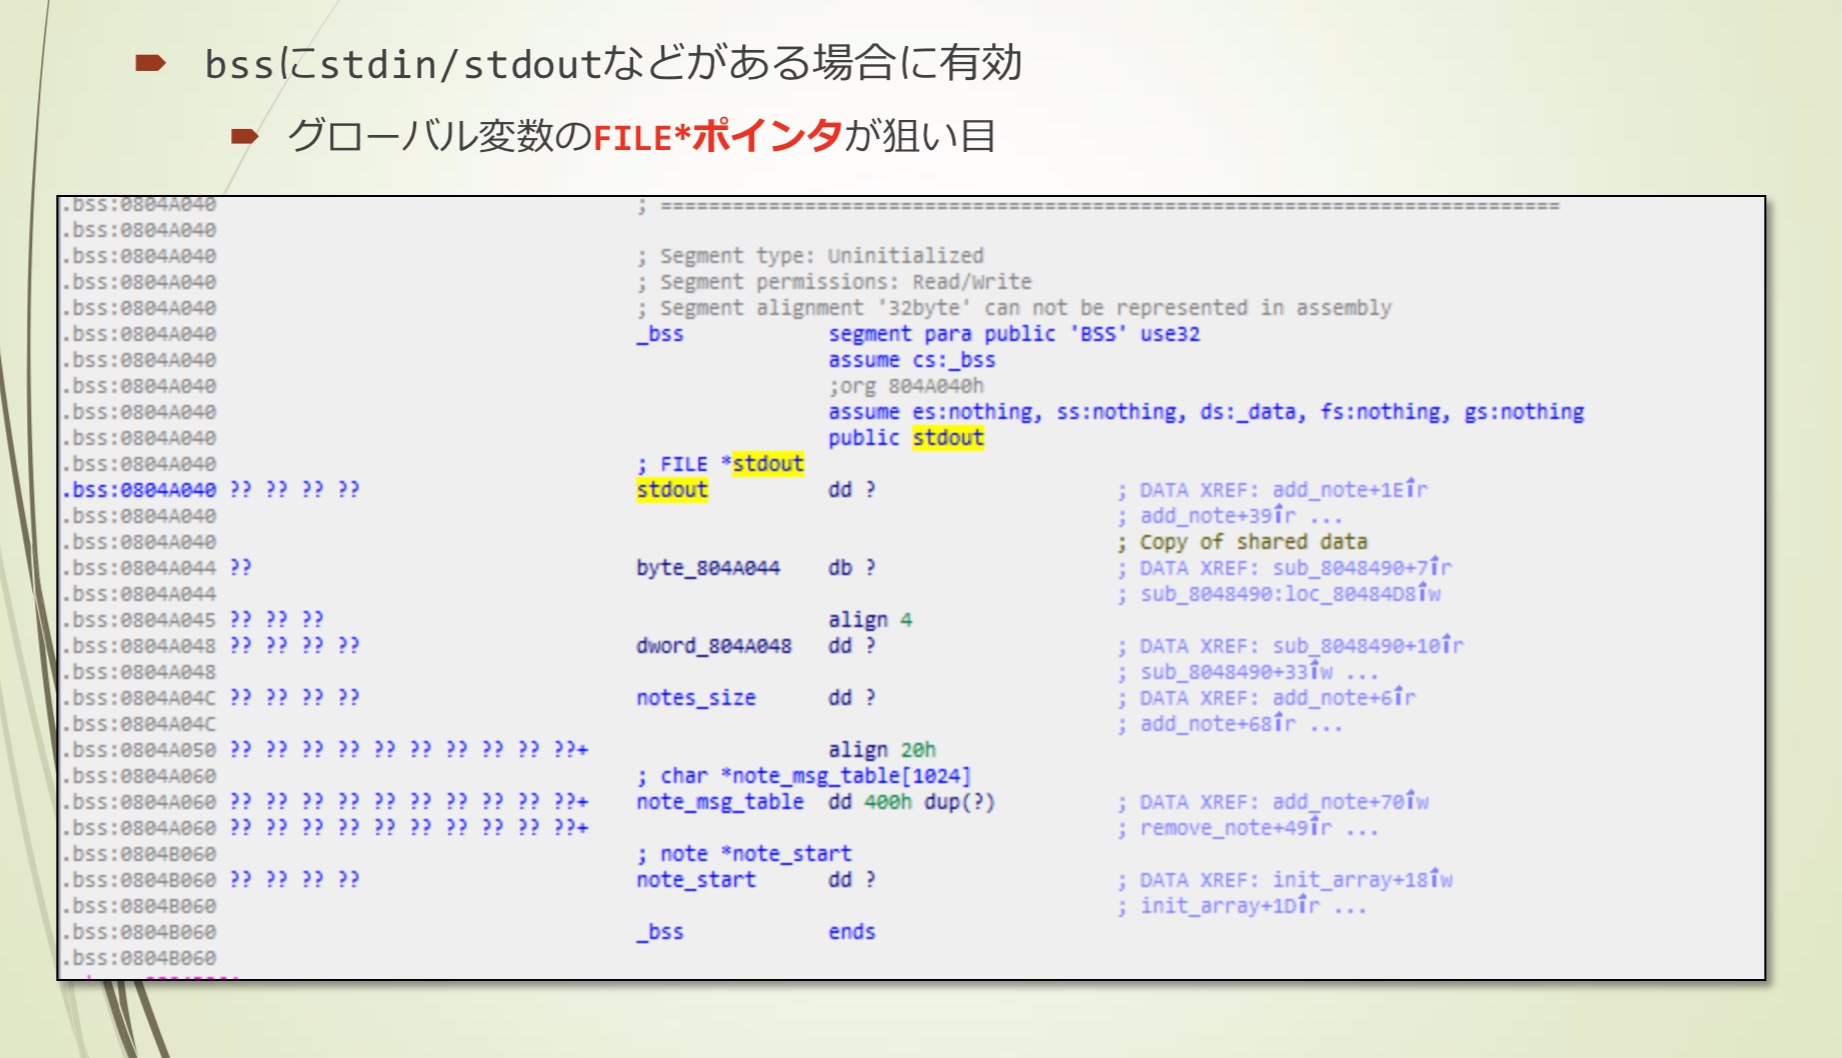 bssにstdin/stdoutなどがある場合に有効
グローバル変数のFILE*ポインタが狙い目
.bss:0804A040 ; ===========================================================================
.bss:0804A040
.bss:0804A040 ; Segment type: Uninitialized
.bss:0804A040 ; Segment permissions: Read/Write
.bss:0804A040 ; Segment alignment '32byte' can not be represented in assembly
.bss:0804A040 _bss segment para public 'BSS' use32
.bss:0804A040 assume cs:_bss
.bss:0804A040 ;org 804A040h
.bss:0804A040 assume es:nothing, ss:nothing, ds:_data, fs:nothing, gs:nothing
.bss:0804A040 public stdout
.bss:0804A040 ; FILE *stdout
.bss:0804A040 ?? ?? ?? ?? stdout dd ? ; DATA XREF: add_note+1E↑r
.bss:0804A040 ; add_note+39↑r ...
.bss:0804A040 ; Copy of shared data
.bss:0804A044 ?? byte_804A044 db ? ; DATA XREF: sub_8048490+7↑r
.bss:0804A044 ; sub_8048490:loc_80484D8↑w
.bss:0804A045 ?? ?? ?? align 4
.bss:0804A048 ?? ?? ?? ?? dword_804A048 dd ? ; DATA XREF: sub_8048490+10↑r
.bss:0804A048 ; sub_8048490+33↑w ...
.bss:0804A04C ?? ?? ?? ?? notes_size dd ? ; DATA XREF: add_note+6↑r
.bss:0804A04C ; add_note+68↑r ...
.bss:0804A050 ?? ?? ?? ?? ?? ?? ?? ?? ?? ??+ align 20h
.bss:0804A060 ; char *note_msg_table[1024]
.bss:0804A060 ?? ?? ?? ?? ?? ?? ?? ?? ?? ??+ note_msg_table dd 400h dup(?) ; DATA XREF: add_note+70↑w
.bss:0804A060 ?? ?? ?? ?? ?? ?? ?? ?? ?? ??+ ; remove_note+49↑r ...
.bss:0804B060 ; note *note_start
.bss:0804B060 ?? ?? ?? ?? note_start dd ? ; DATA XREF: init_array+18↑w
.bss:0804B060 ; init_array+1D↑r ...
.bss:0804B060 _bss ends
.bss:0804B060